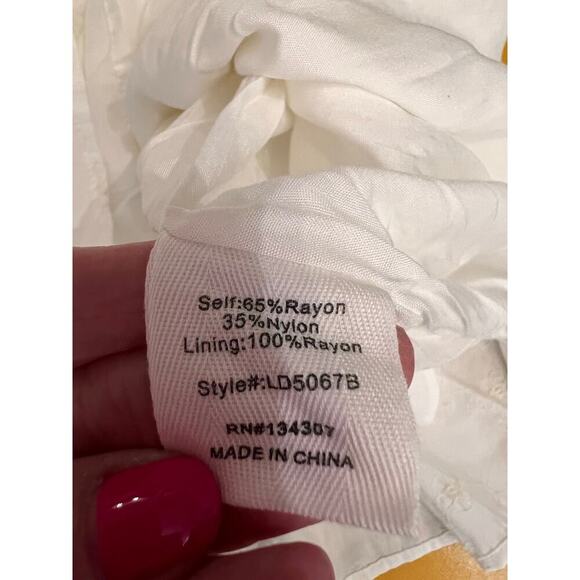 Self:65%Rayon
35%Nylon
Lining:100%Rayon
Style#:LD5067B
RN#134307
MADE IN CHINA